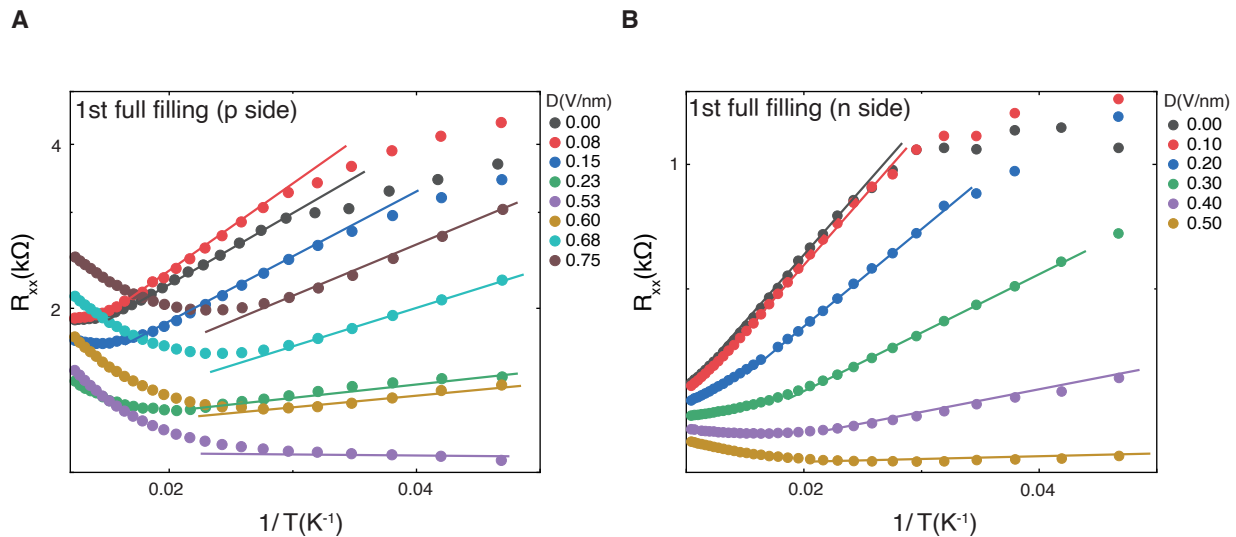 A
B
1st full filling (p side)
D(V/nm)
0.00
0.08
0.15
0.23
0.53
0.60
0.68
0.75
4
2
R_xx(kΩ)
0.02
0.04
1/ T(K⁻¹)
1st full filling (n side)
D(V/nm)
0.00
0.10
0.20
0.30
0.40
0.50
1
R_xx(kΩ)
0.02
0.04
1/ T(K⁻¹)